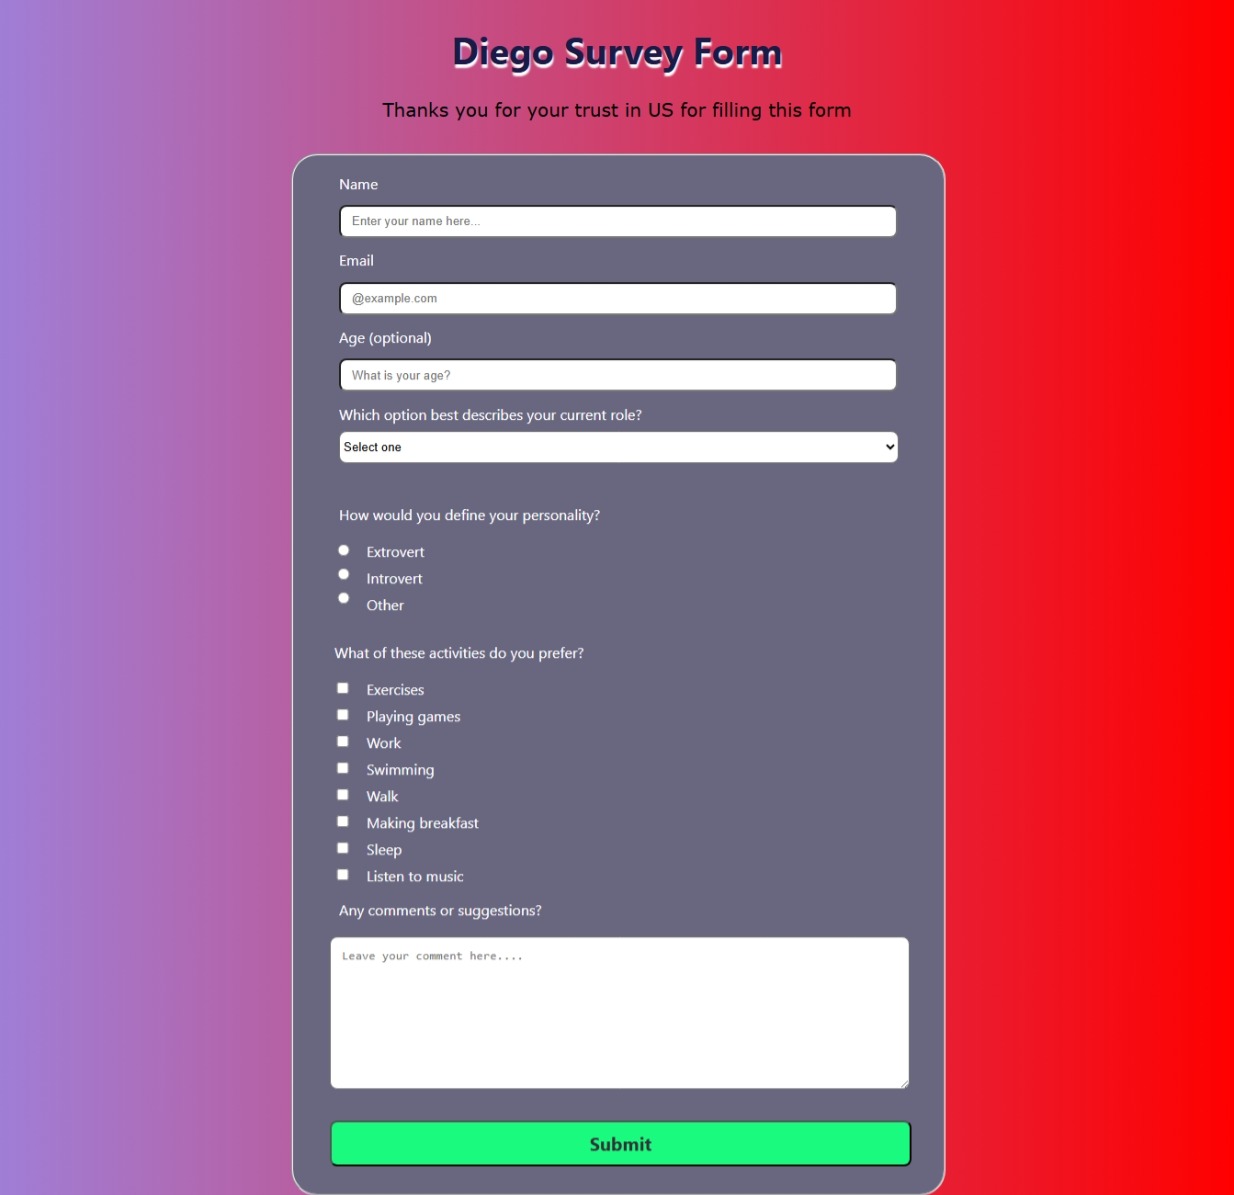 Diego Survey Form
Thanks you for your trust in US for filling this form
Name
Enter your name here...
Email
@example.com
Age (optional)
What is your age?
Which option best describes your current role?
Select one
How would you define your personality?
Extrovert
Introvert
Other
What of these activities do you prefer?
Exercises
Playing games
Work
Swimming
Walk
Making breakfast
Sleep
Listen to music
Any comments or suggestions?
Leave your comment here....
Submit